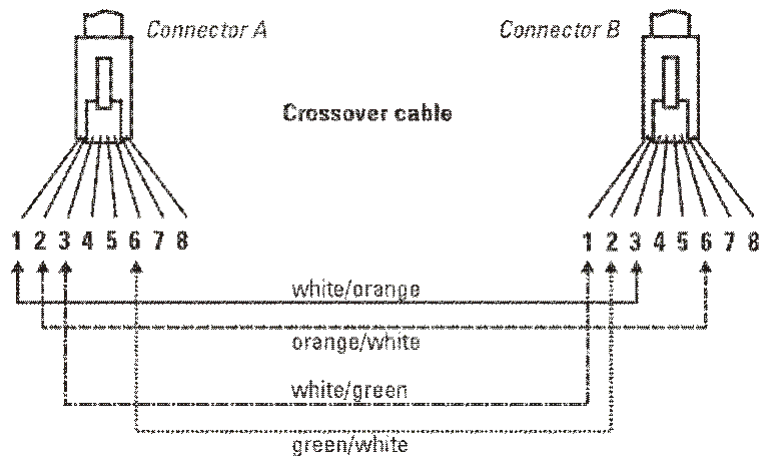 Connector A
Connector B
Crossover cable
1 2 3 4 5 6 7 8
1 2 3 4 5 6 7 8
white/orange
orange/white
white/green
green/white